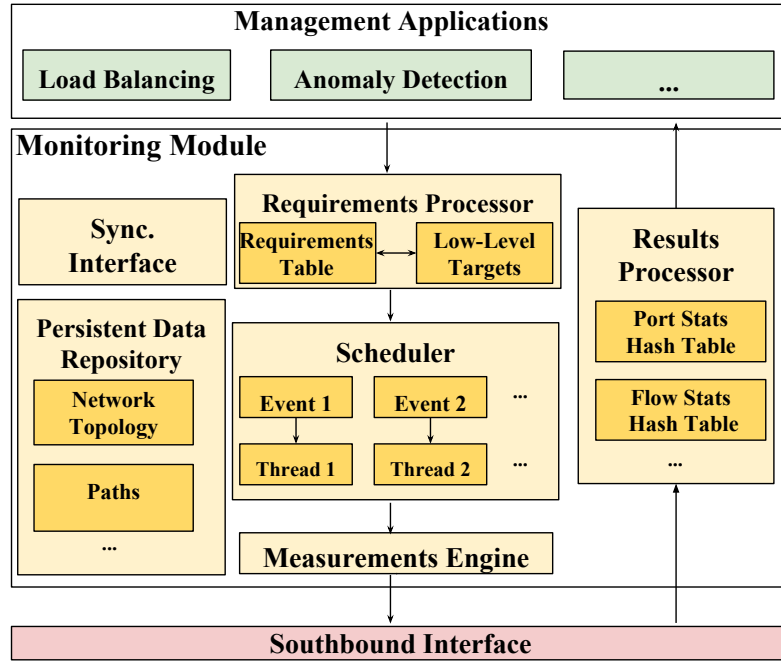 Management Applications
Load Balancing
Anomaly Detection
...
Monitoring Module
Sync.
Interface
Persistent Data
Repository
Network
Topology
Paths
...
Requirements Processor
Requirements
Table
Low-Level
Targets
Scheduler
Event 1
Event 2
...
Thread 1
Thread 2
...
Measurements Engine
Results
Processor
Port Stats
Hash Table
Flow Stats
Hash Table
...
Southbound Interface